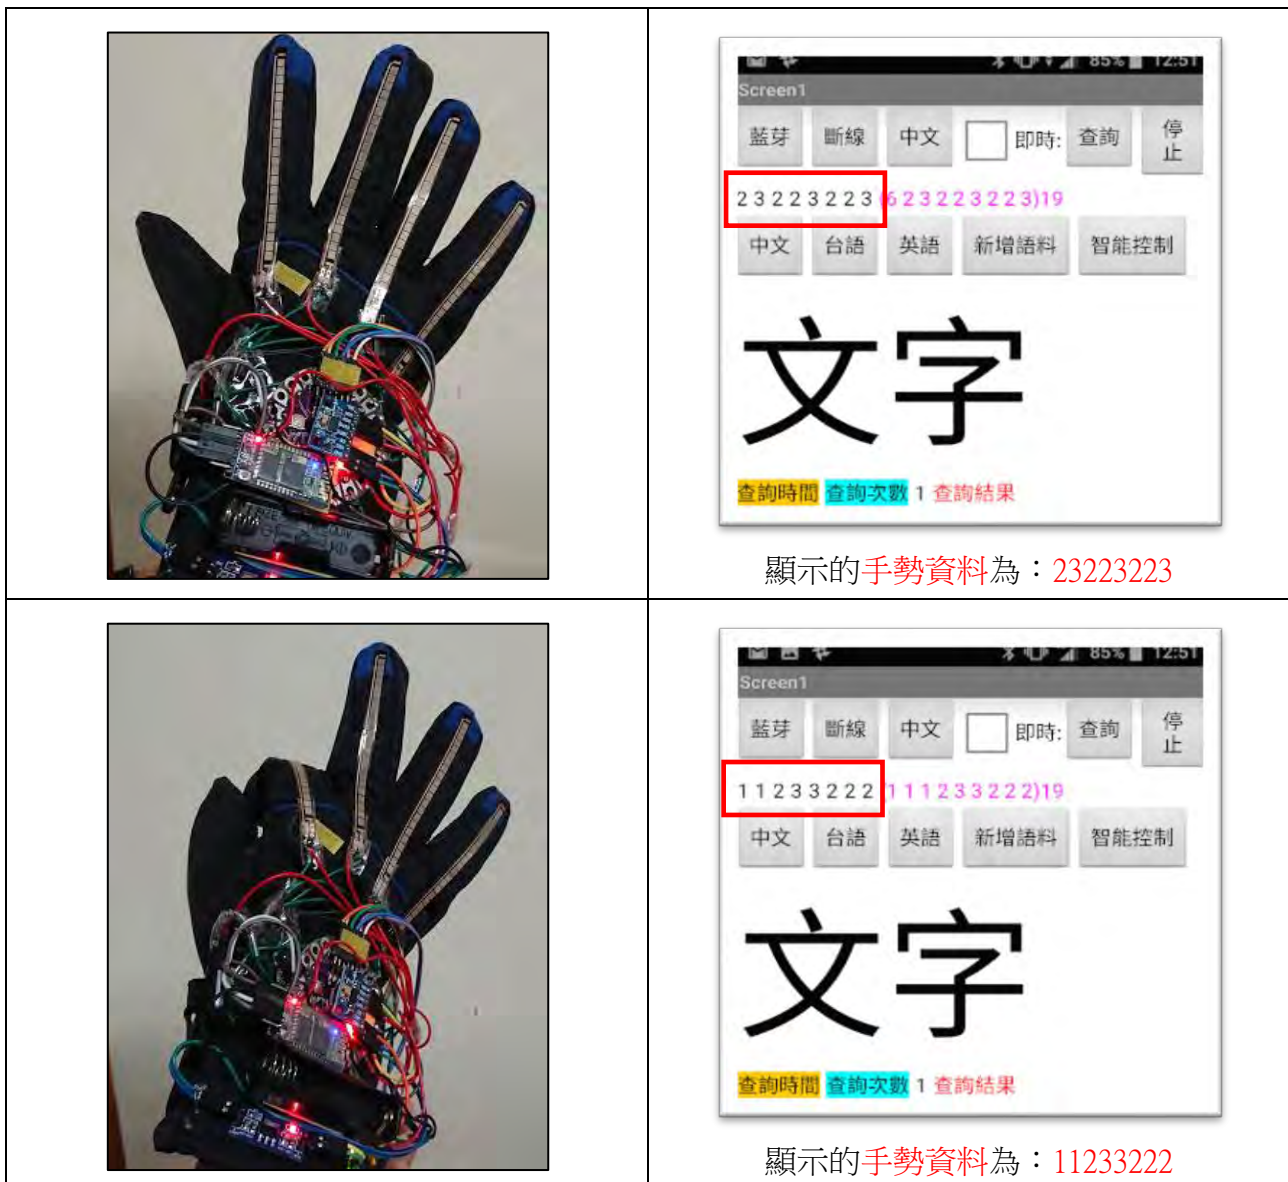 85% 12:51
Screen1
藍芽 斷線 中文 即時: 查詢 停止
2 3 2 2 3 2 2 3 (6 2 3 2 2 3 2 2 3)19
中文 台語 英語 新增語料 智能控制
文字
查詢時間 查詢次數 1 查詢結果
顯示的手勢資料為：23223223
85% 12:51
Screen1
藍芽 斷線 中文 即時: 查詢 停止
1 1 2 3 3 2 2 2 (1 1 1 2 3 3 2 2 2)19
中文 台語 英語 新增語料 智能控制
文字
查詢時間 查詢次數 1 查詢結果
顯示的手勢資料為：11233222